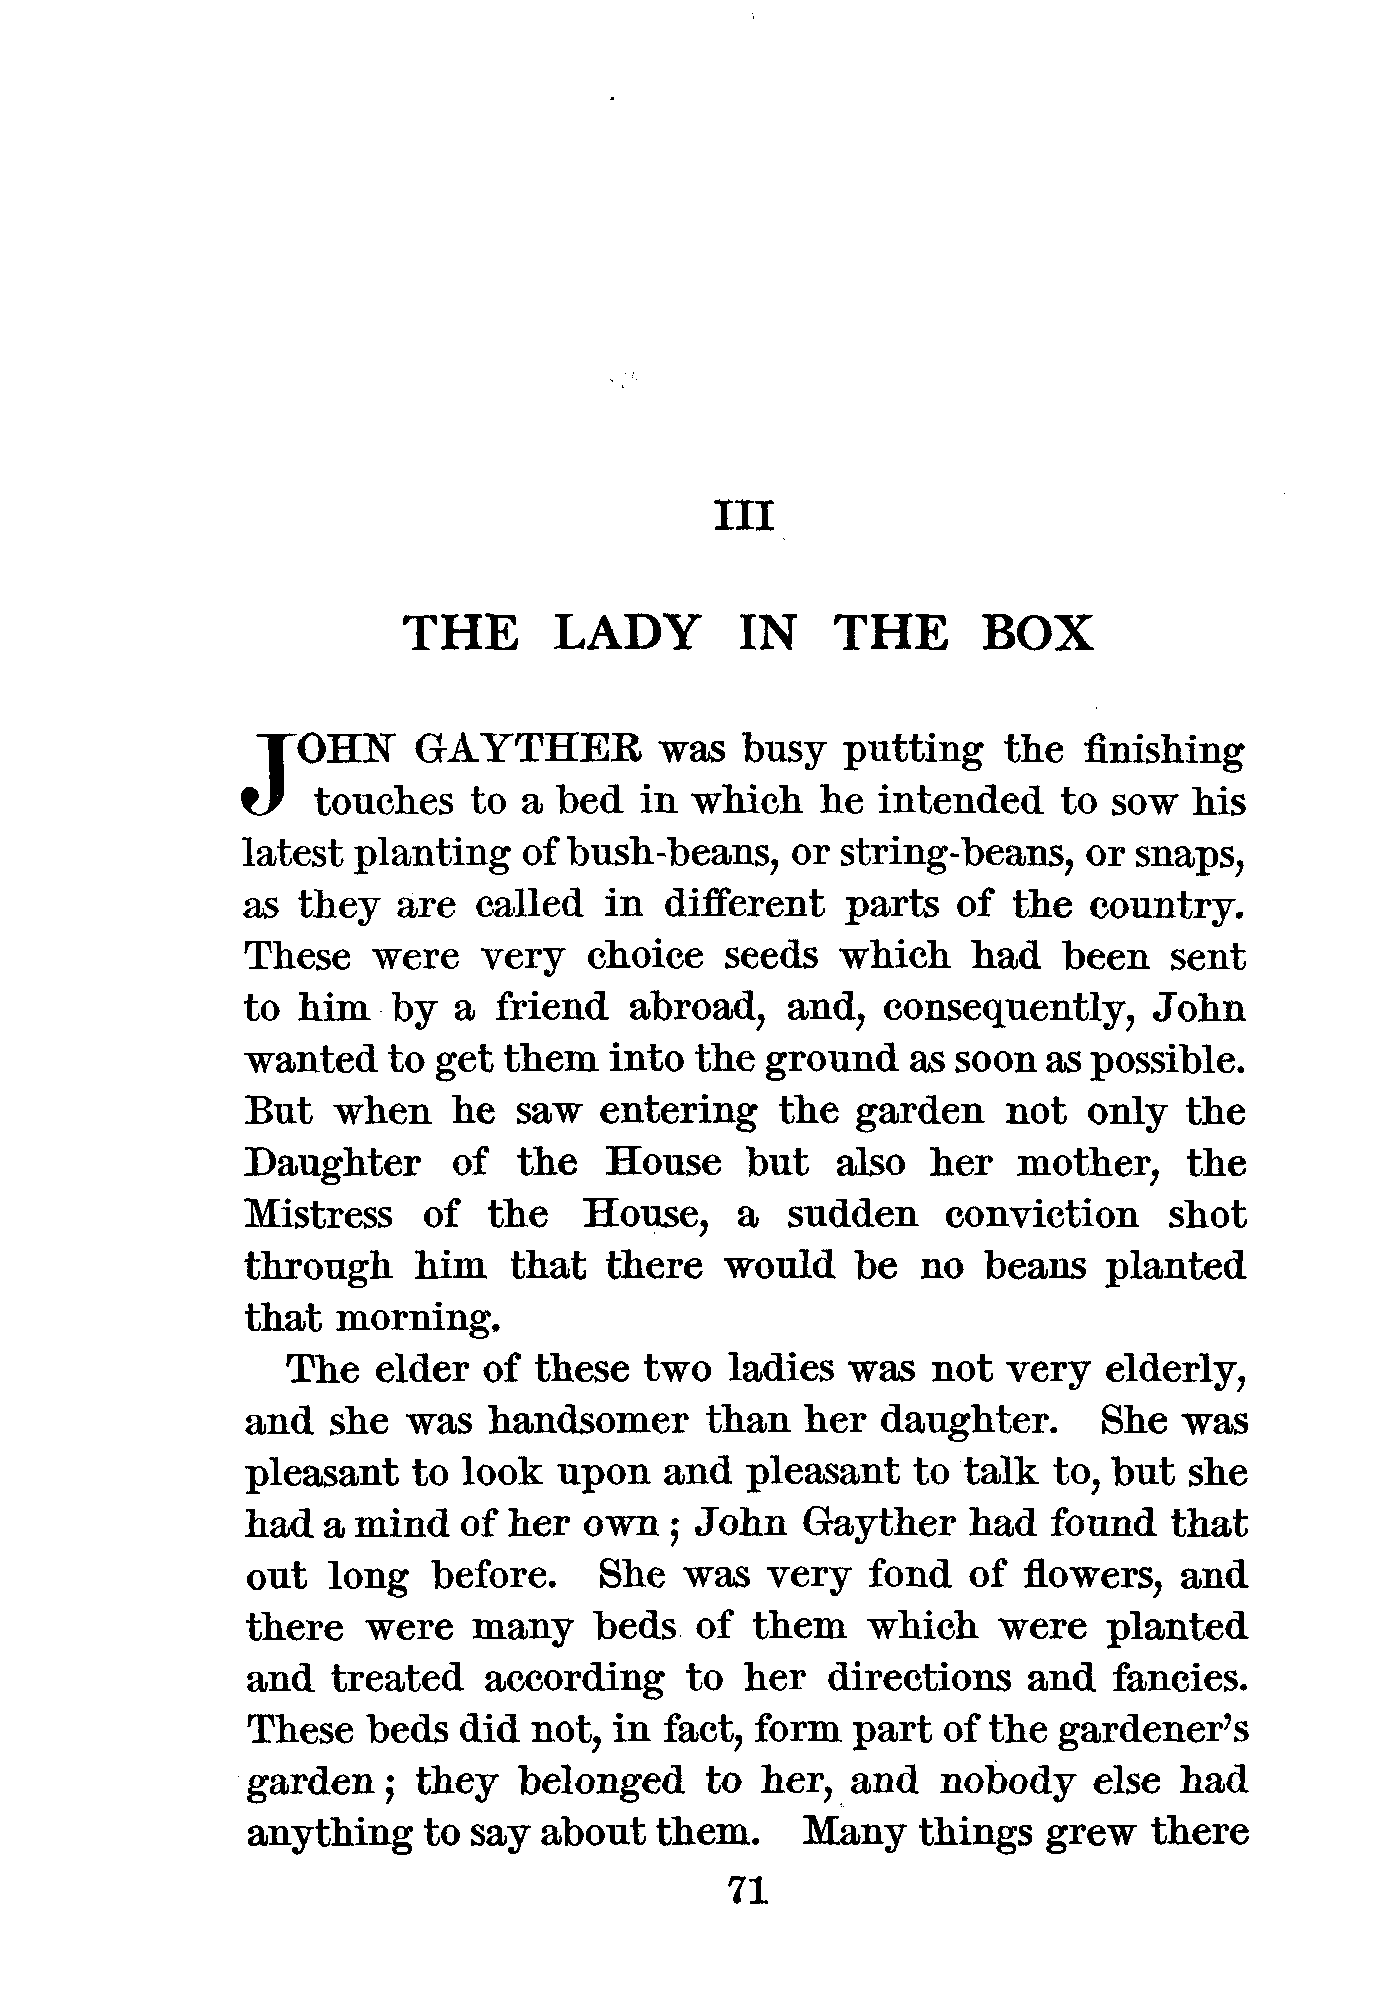 III
THE LADY IN THE BOX
JOHN GAYTHER was busy putting the finishing
touches to a bed in which he intended to sow his
latest planting of bush-beans, or string-beans, or snaps,
as they are called in different parts of the country.
These were very choice seeds which had been sent
to him by a friend abroad, and, consequently, John
wanted to get them into the ground as soon as possible.
But when he saw entering the garden not only the
Daughter of the House but also her mother, the
Mistress of the House, a sudden conviction shot
through him that there would be no beans planted
that morning.
The elder of these two ladies was not very elderly,
and she was handsomer than her daughter. She was
pleasant to look upon and pleasant to talk to, but she
had a mind of her own; John Gayther had found that
out long before. She was very fond of flowers, and
there were many beds of them which were planted
and treated according to her directions and fancies.
These beds did not, in fact, form part of the gardener's
garden; they belonged to her, and nobody else had
anything to say about them. Many things grew there
71